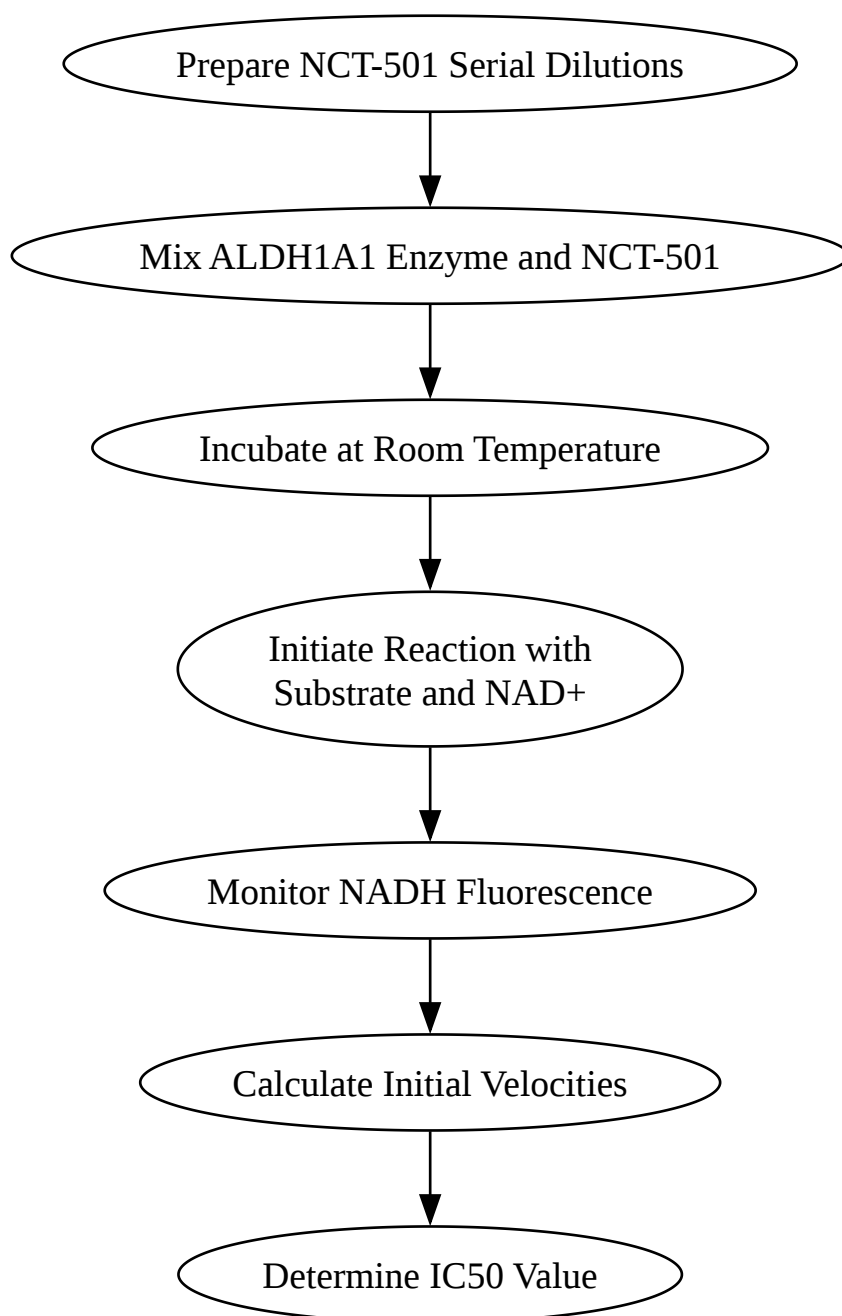 Prepare NCT-501 Serial Dilutions
Mix ALDH1A1 Enzyme and NCT-501
Incubate at Room Temperature
Initiate Reaction with
Substrate and NAD+
Monitor NADH Fluorescence
Calculate Initial Velocities
Determine IC50 Value